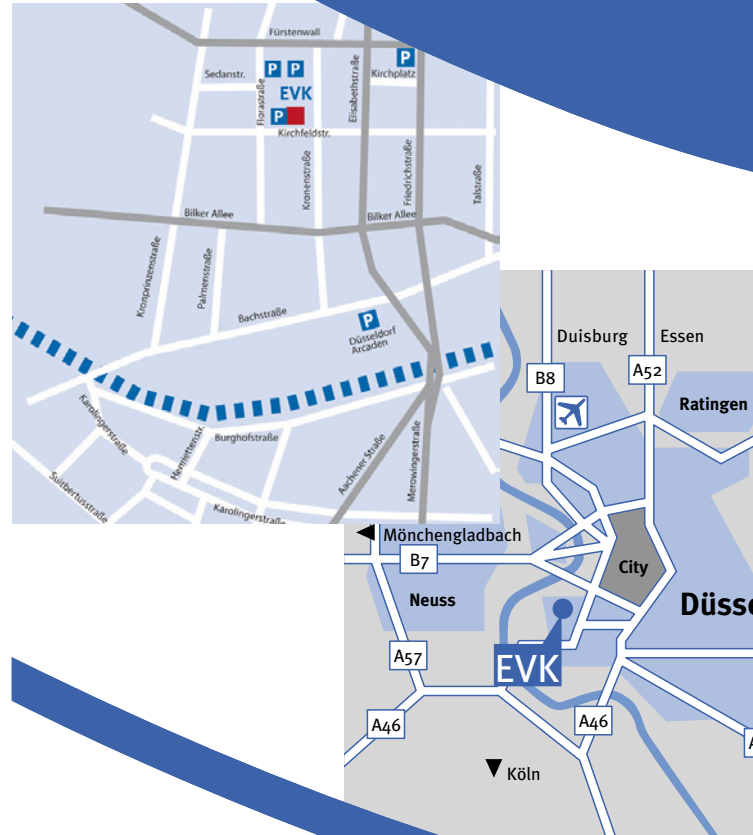 Fürstenwall
P
Kirchplatz
Sedanstr.
P P
EVK
P
Florastraße
Elisabethstraße
Kirchfeldstr.
Kronenstraße
Friedrichstraße
Talstraße
Bilker Allee
Bilker Allee
Kronprinzenstraße
Palmenstraße
Bachstraße
P
Düsseldorf
Arcaden
Karolingerstraße
Henriettenstr.
Burghofstraße
Aachener Straße
Merowingerstraße
Suitbertusstraße
Karolingerstraße
Duisburg
Essen
B8
A52
Ratingen
Mönchengladbach
B7
City
Neuss
Düsse
EVK
A57
A46
A46
A
Köln